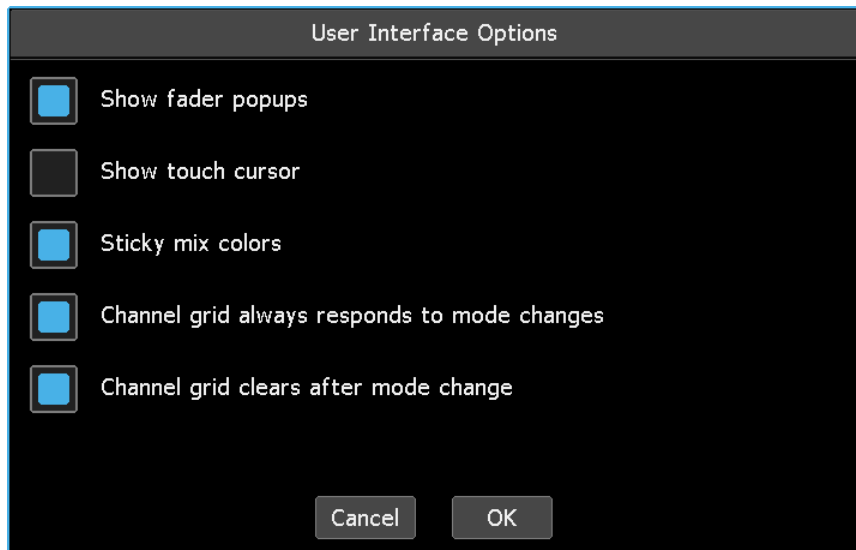 User Interface Options
Show fader popups
Show touch cursor
Sticky mix colors
Channel grid always responds to mode changes
Channel grid clears after mode change
Cancel OK